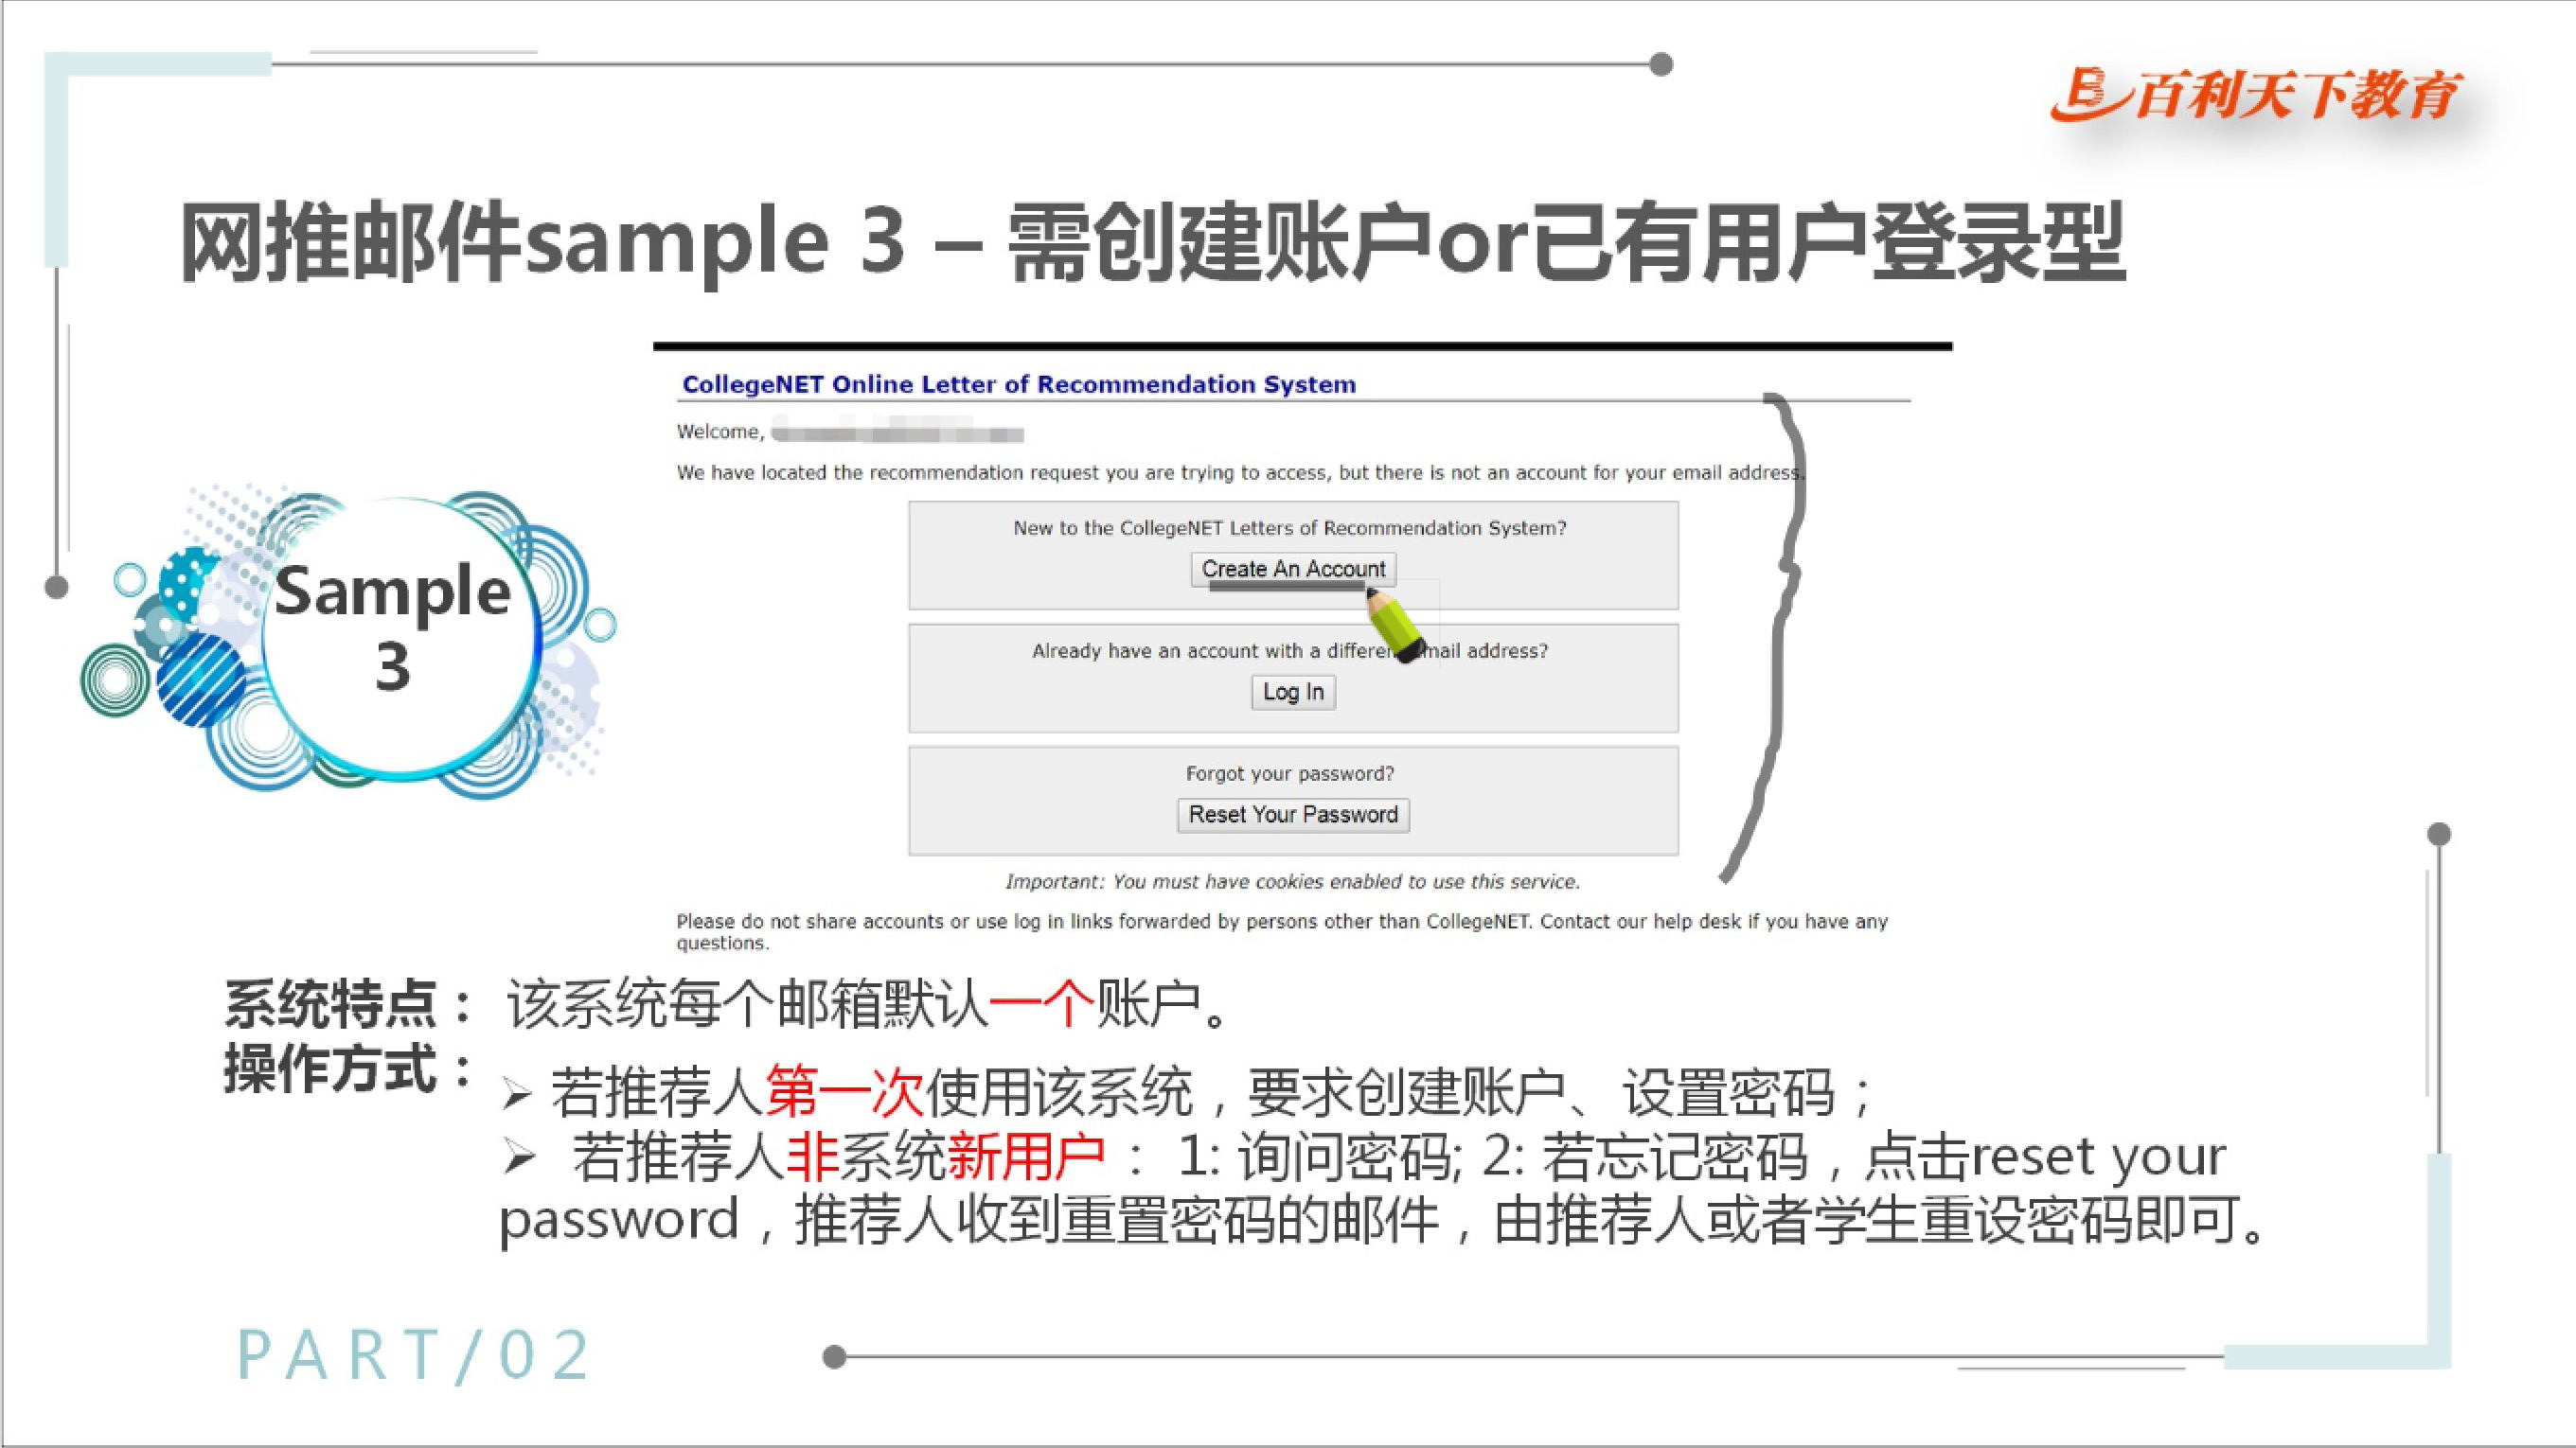 百利天下教育
网推邮件sample 3 – 需创建账户or已有用户登录型
CollegeNET Online Letter of Recommendation System
Welcome,
We have located the recommendation request you are trying to access, but there is not an account for your email address.
New to the CollegeNET Letters of Recommendation System?
Create An Account
Already have an account with a different email address?
Log In
Forgot your password?
Reset Your Password
Important: You must have cookies enabled to use this service.
Please do not share accounts or use log in links forwarded by persons other than CollegeNET. Contact our help desk if you have any
questions.
Sample
3
系统特点：该系统每个邮箱默认一个账户。
操作方式：
➢ 若推荐人第一次使用该系统，要求创建账户、设置密码；
➢ 若推荐人非系统新用户：1: 询问密码; 2: 若忘记密码，点击reset your
password，推荐人收到重置密码的邮件，由推荐人或者学生重设密码即可。
PART/02